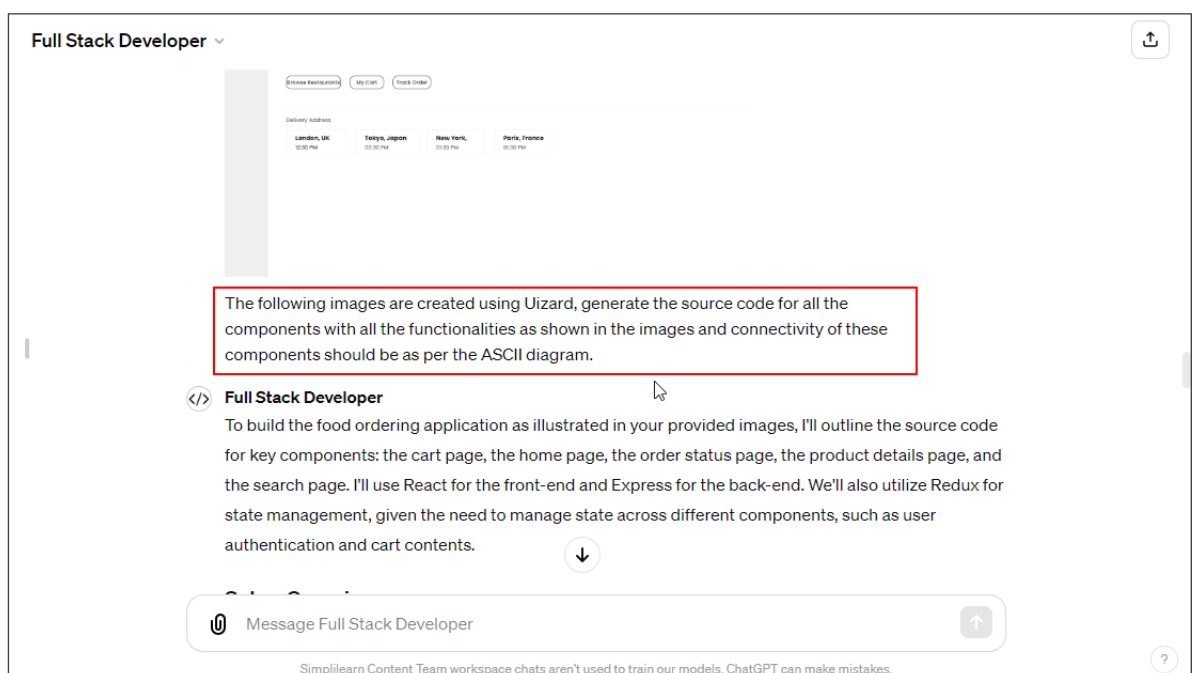 Full Stack Developer
Browse Restaurants My Cart Track Order
Delivery Address
London, UK Tokyo, Japan New York, Paris, France
12:30 PM 03:30 PM 01:30 PM 01:30 PM
The following images are created using Uizard, generate the source code for all the
components with all the functionalities as shown in the images and connectivity of these
components should be as per the ASCII diagram.
</> Full Stack Developer
To build the food ordering application as illustrated in your provided images, I'll outline the source code
for key components: the cart page, the home page, the order status page, the product details page, and
the search page. I'll use React for the front-end and Express for the back-end. We'll also utilize Redux for
state management, given the need to manage state across different components, such as user
authentication and cart contents.
Message Full Stack Developer
Simplilearn Content Team workspace chats aren't used to train our models. ChatGPT can make mistakes.
?